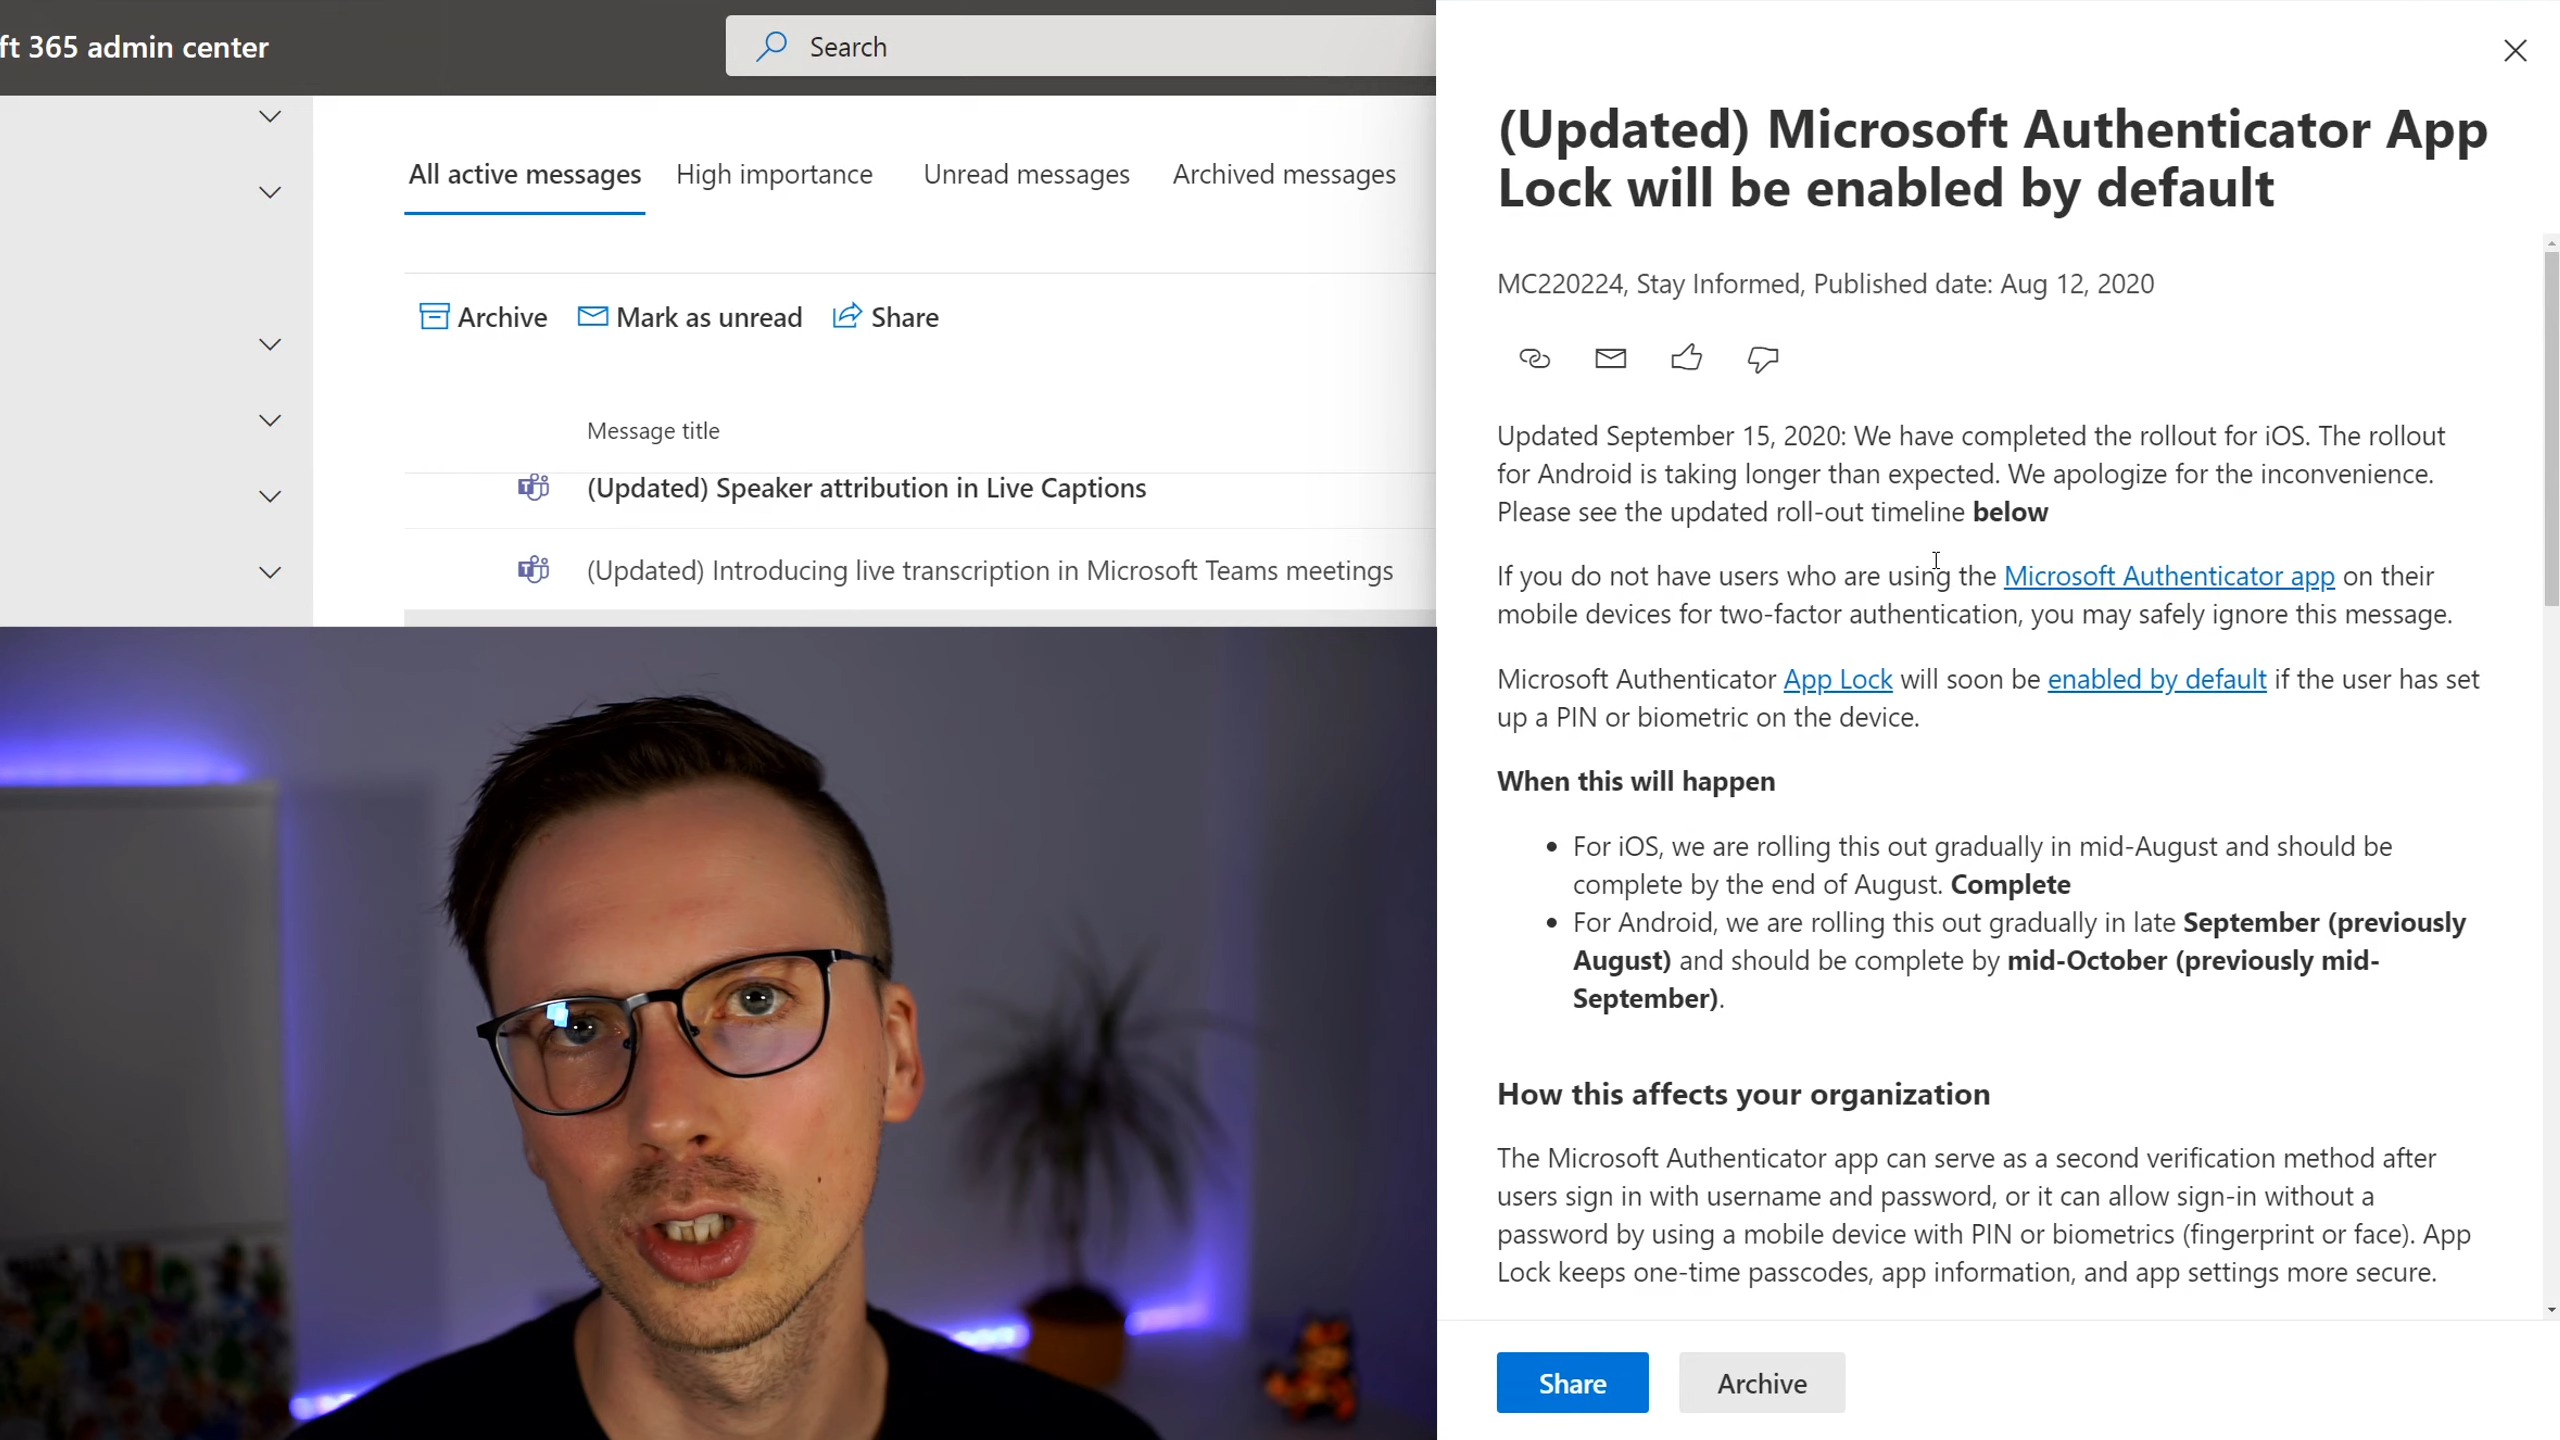 ft 365 admin center
Search
All active messages
High importance
Unread messages
Archived messages
Archive
Mark as unread
Share
Message title
(Updated) Speaker attribution in Live Captions
(Updated) Introducing live transcription in Microsoft Teams meetings
(Updated) Microsoft Authenticator App
Lock will be enabled by default
MC220224, Stay Informed, Published date: Aug 12, 2020
Updated September 15, 2020: We have completed the rollout for iOS. The rollout
for Android is taking longer than expected. We apologize for the inconvenience.
Please see the updated roll-out timeline below
If you do not have users who are using the Microsoft Authenticator app on their
mobile devices for two-factor authentication, you may safely ignore this message.
Microsoft Authenticator App Lock will soon be enabled by default if the user has set
up a PIN or biometric on the device.
When this will happen
• For iOS, we are rolling this out gradually in mid-August and should be
complete by the end of August. Complete
• For Android, we are rolling this out gradually in late September (previously
August) and should be complete by mid-October (previously mid-
September).
How this affects your organization
The Microsoft Authenticator app can serve as a second verification method after
users sign in with username and password, or it can allow sign-in without a
password by using a mobile device with PIN or biometrics (fingerprint or face). App
Lock keeps one-time passcodes, app information, and app settings more secure.
Share
Archive